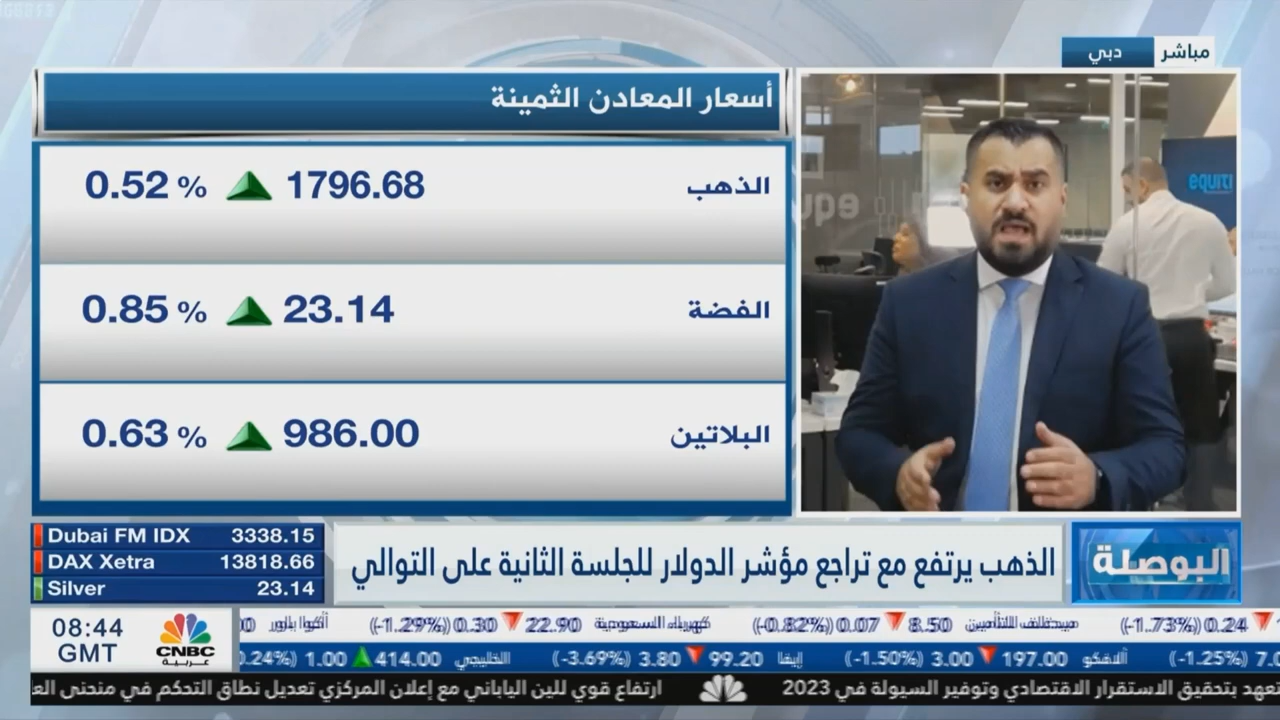 مباشر دبي
أسعار المعادن الثمينة
الذهب 1796.68 0.52 %
الفضة 23.14 0.85 %
البلاتين 986.00 0.63 %
equiti
equ
Dubai FM IDX 3338.15
DAX Xetra 13818.66
Silver 23.14
الذهب يرتفع مع تراجع مؤشر الدولار للجلسة الثانية على التوالي
البوصلة
08:44
GMT
CNBC
عربية
(-1.73%) 0.24
8.50 0.07 (-0.82%)
كهرباء السعودية 22.90 0.30 (-1.29%)
(-1.25%) 7.0
ألافكو 197.00 3.00 (-1.50%)
إيفا 99.20 3.80 (-3.69%)
الخليجي 414.00 1.00 0.24%)
تعهد بتحقيق الاستقرار الاقتصادي وتوفير السيولة في 2023
ارتفاع قوي للين الياباني مع إعلان المركزي تعديل نطاق التحكم في منحنى